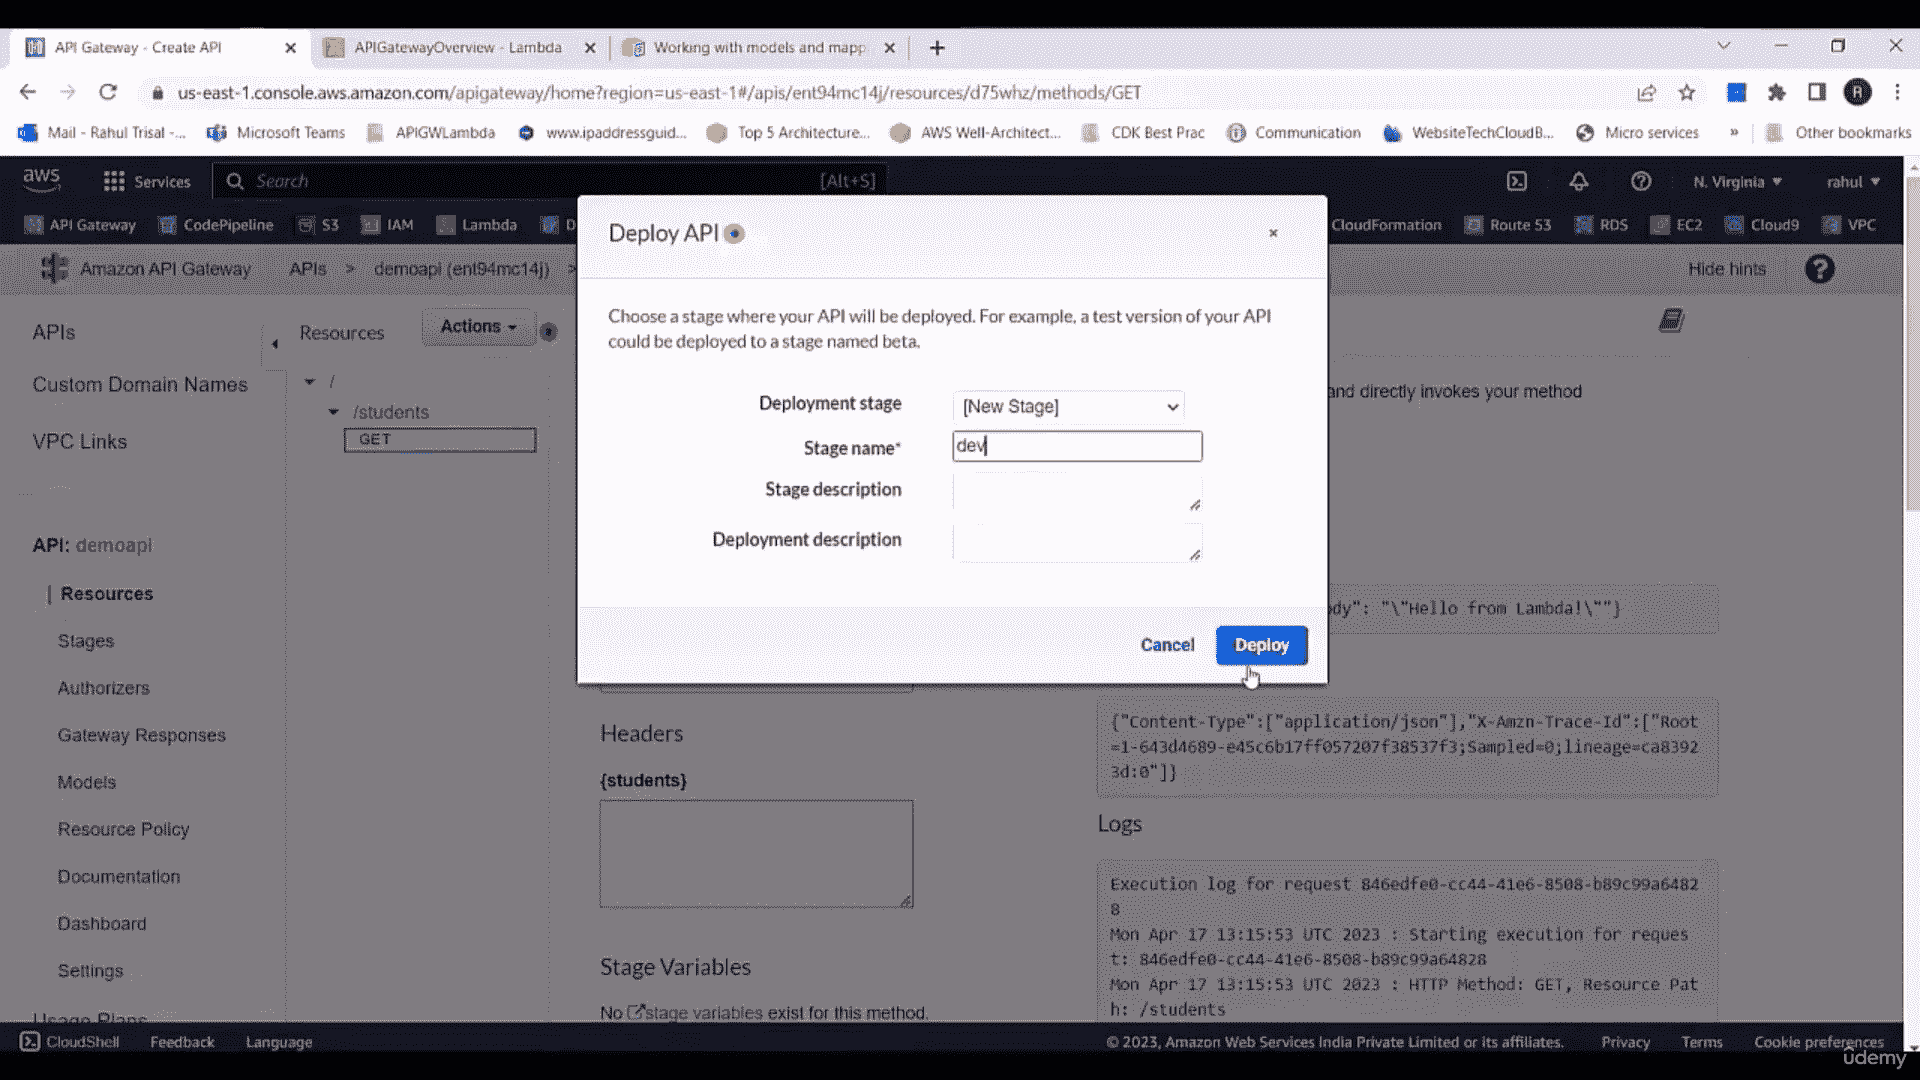 API Gateway - Create API
APIGatewayOverview - Lambda
Working with models and mapp
us-east-1.console.aws.amazon.com/apigateway/home?region=us-east-1#/apis/ent94mc14j/resources/d75whz/methods/GET
R
Mail - Rahul Trisal -...
Microsoft Teams
APIGWLambda
www.ipaddressguid...
Top 5 Architecture...
AWS Well-Architect...
CDK Best Prac
Communication
WebsiteTechCloudB...
Micro services
»
Other bookmarks
aws
Services
Search
[Alt+S]
N. Virginia
rahul
API Gateway
CodePipeline
S3
IAM
Lambda
D
CloudFormation
Route 53
RDS
EC2
Cloud9
VPC
Amazon API Gateway
APIs > demoapi (ent94mc14j) >
Hide hints
APIs
Custom Domain Names
VPC Links
API: demoapi
Resources
Stages
Authorizers
Gateway Responses
Models
Resource Policy
Documentation
Dashboard
Settings
Usage Plans
Resources
Actions
/
/students
GET
Deploy API
×
Choose a stage where your API will be deployed. For example, a test version of your API
could be deployed to a stage named beta.
Deployment stage
[New Stage]
Stage name*
dev
Stage description
Deployment description
Cancel
Deploy
and directly invokes your method
dy": "\"Hello from Lambda!\""}
Headers
{students}
Stage Variables
No stage variables exist for this method.
{"Content-Type":["application/json"],"X-Amzn-Trace-Id":["Root
=1-643d4689-e45c6b17ff057207f38537f3;Sampled=0;lineage=ca8392
3d:0"]}
Logs
Execution log for request 846edfe0-cc44-41e6-8508-b89c99a6482
8
Mon Apr 17 13:15:53 UTC 2023 : Starting execution for reques
t: 846edfe0-cc44-41e6-8508-b89c99a64828
Mon Apr 17 13:15:53 UTC 2023 : HTTP Method: GET, Resource Pat
h: /students
CloudShell
Feedback
Language
© 2023, Amazon Web Services India Private Limited or its affiliates.
Privacy
Terms
Cookie preferences
udemy